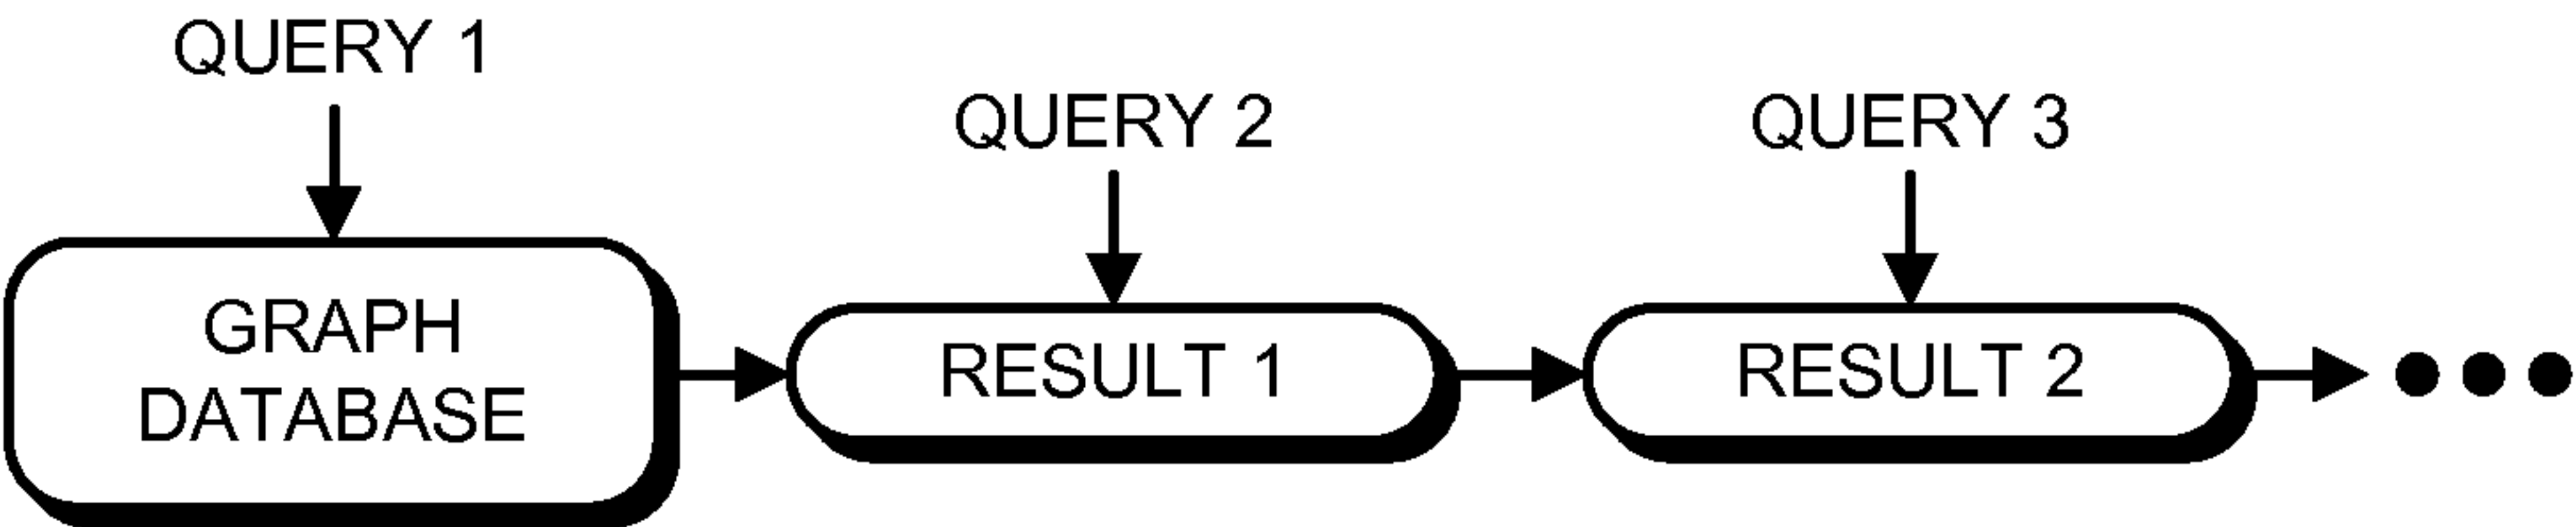 QUERY 1
QUERY 2
QUERY 3
GRAPH
DATABASE
RESULT 1
RESULT 2